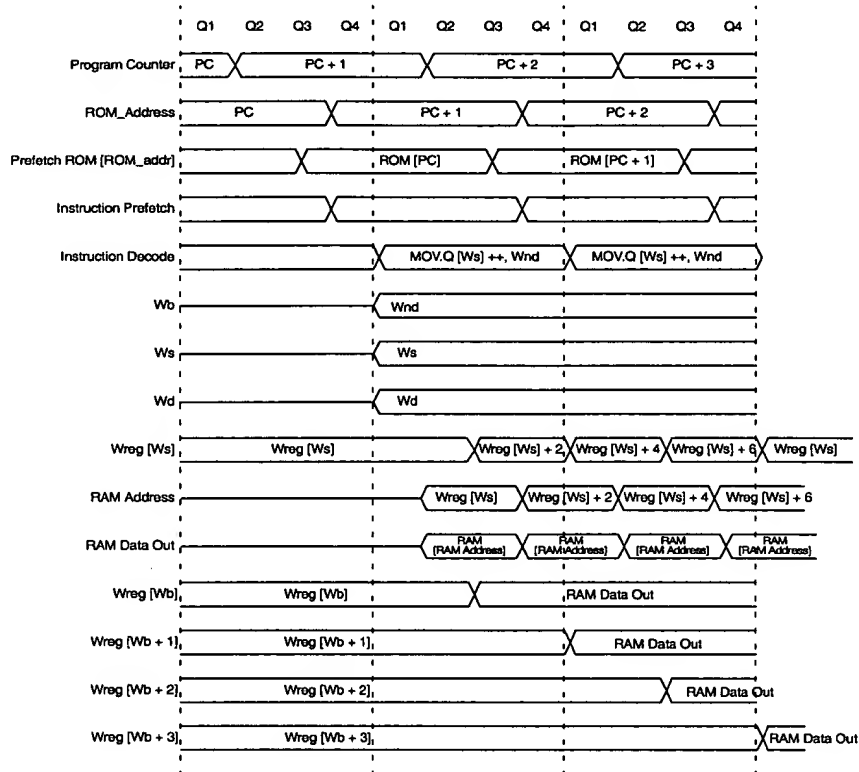 Q1 Q2 Q3 Q4 Q1 Q2 Q3 Q4 Q1 Q2 Q3 Q4
Program Counter PC PC + 1 PC + 2 PC + 3
ROM_Address PC PC + 1 PC + 2
Prefetch ROM [ROM_addr] ROM [PC] ROM [PC + 1]
Instruction Prefetch
Instruction Decode MOV.Q [Ws] ++, Wnd MOV.Q [Ws] ++, Wnd
Wb Wnd
Ws Ws
Wd Wd
Wreg [Ws] Wreg [Ws] Wreg [Ws] + 2 Wreg [Ws] + 4 Wreg [Ws] + 6 Wreg [Ws]
RAM Address Wreg [Ws] Wreg [Ws] + 2 Wreg [Ws] + 4 Wreg [Ws] + 6
RAM Data Out RAM [RAM Address] RAM [RAM Address] RAM [RAM Address] RAM [RAM Address]
Wreg [Wb] Wreg [Wb] RAM Data Out
Wreg [Wb + 1] Wreg [Wb + 1] RAM Data Out
Wreg [Wb + 2] Wreg [Wb + 2] RAM Data Out
Wreg [Wb + 3] Wreg [Wb + 3] RAM Data Out